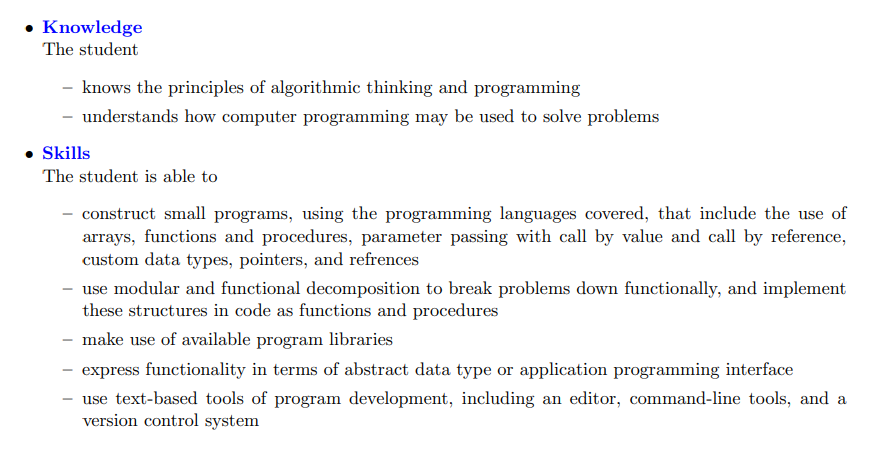 • Knowledge
The student
– knows the principles of algorithmic thinking and programming
– understands how computer programming may be used to solve problems
• Skills
The student is able to
– construct small programs, using the programming languages covered, that include the use of
arrays, functions and procedures, parameter passing with call by value and call by reference,
custom data types, pointers, and refrences
– use modular and functional decomposition to break problems down functionally, and implement
these structures in code as functions and procedures
– make use of available program libraries
– express functionality in terms of abstract data type or application programming interface
– use text-based tools of program development, including an editor, command-line tools, and a
version control system